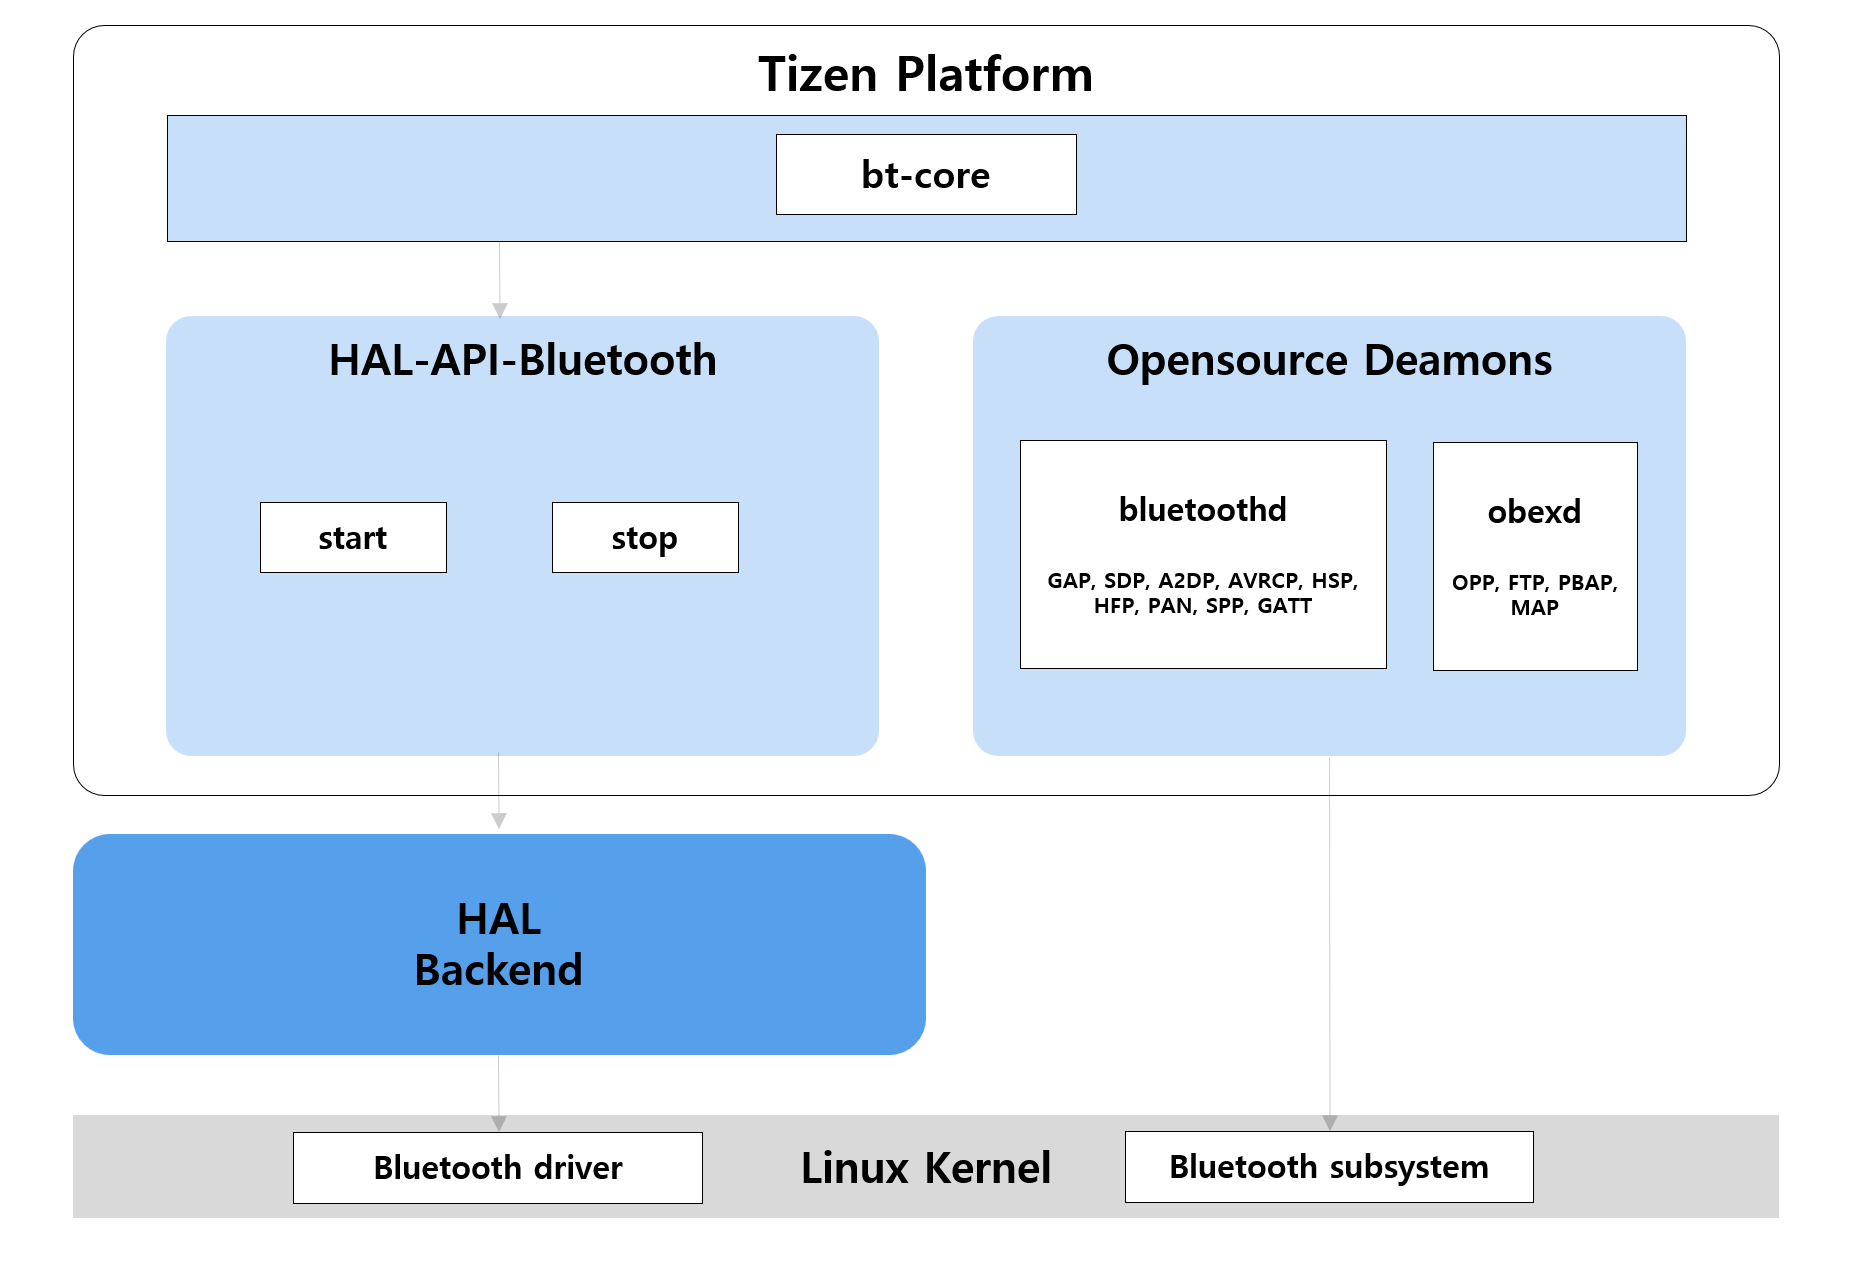 Tizen Platform
bt-core
HAL-API-Bluetooth
start
stop
Opensource Deamons
bluetoothd
GAP, SDP, A2DP, AVRCP, HSP,
HFP, PAN, SPP, GATT
obexd
OPP, FTP, PBAP,
MAP
HAL
Backend
Bluetooth driver
Linux Kernel
Bluetooth subsystem